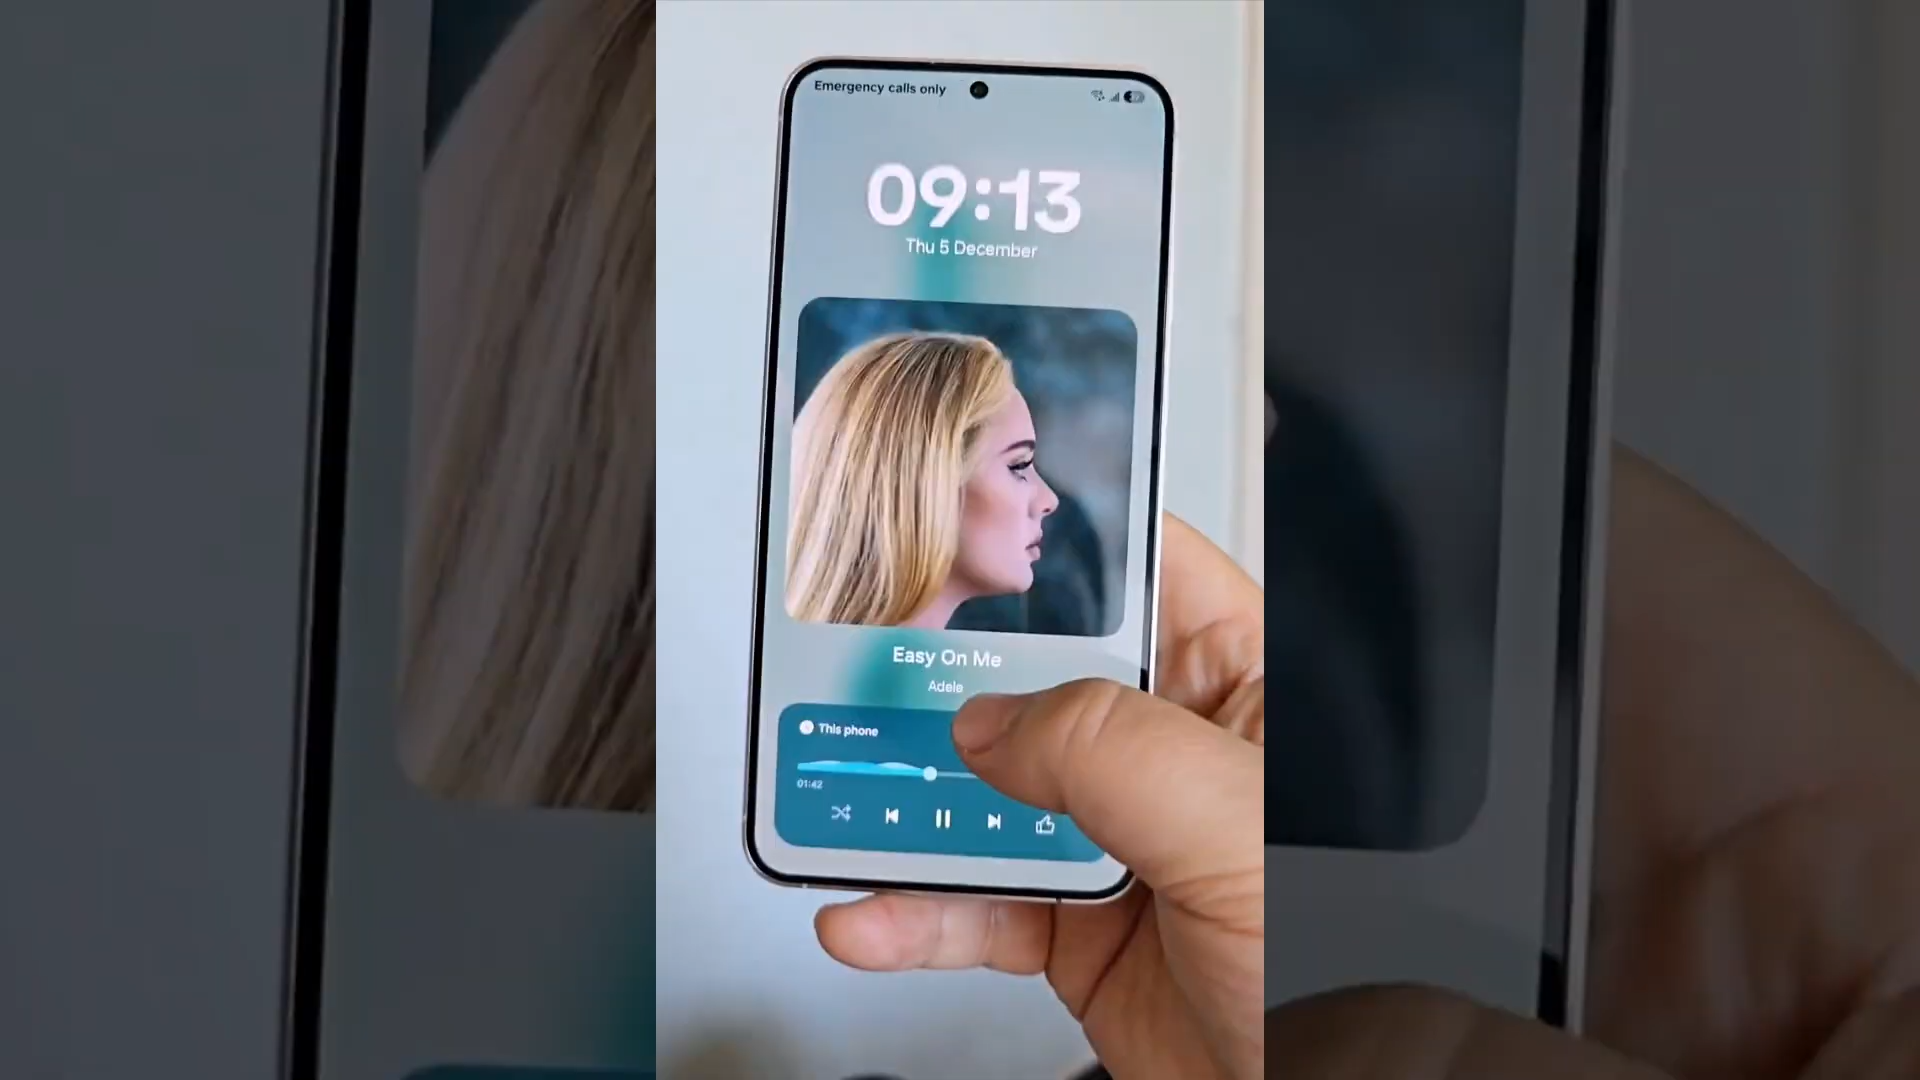 Emergency calls only
09:13
Thu 5 December
Easy On Me
Adele
This phone
01:42